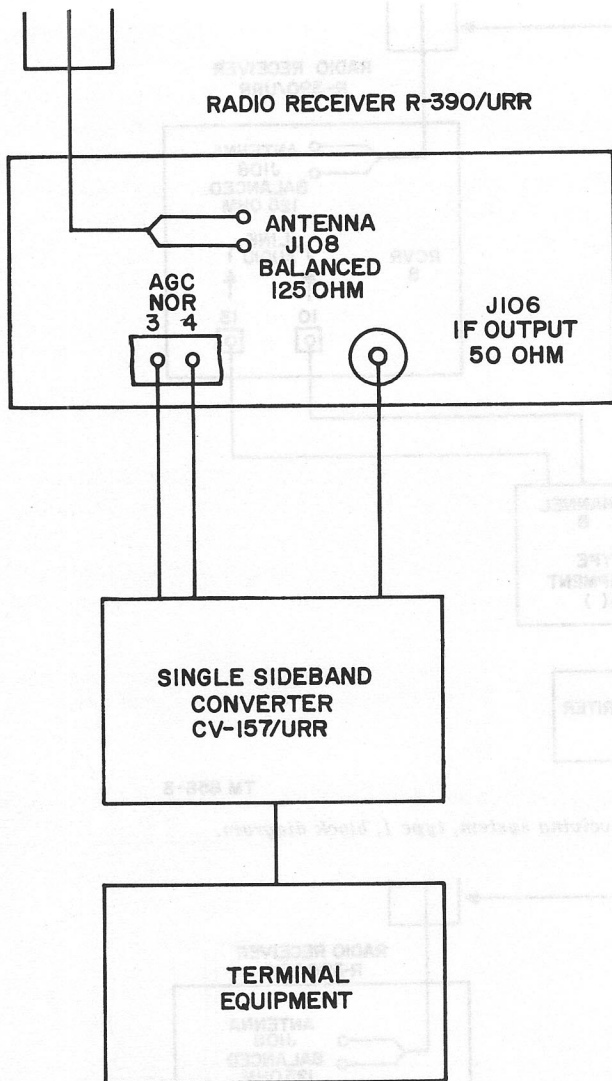 RADIO RECEIVER R-390/URR
ANTENNA
J108
BALANCED
125 OHM
AGC
NOR
3 4
J106
IF OUTPUT
50 OHM
SINGLE SIDEBAND
CONVERTER
CV-157/URR
TERMINAL
EQUIPMENT